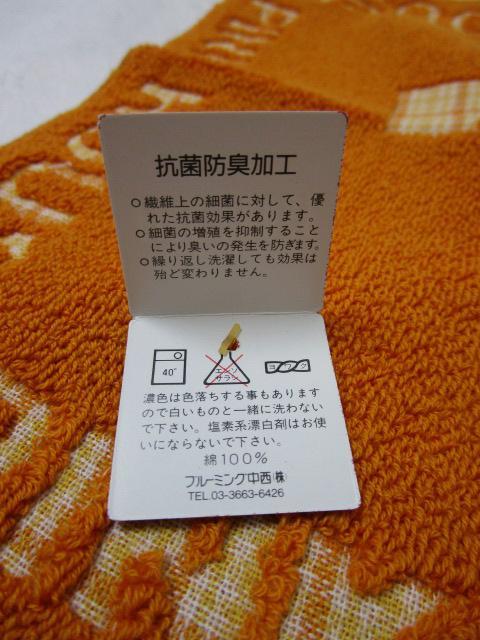 抗菌防臭加工
○繊維上の細菌に対して、優
れた抗菌効果があります。
○細菌の増殖を抑制すること
により臭いの発生を防ぎます。
○繰り返し洗濯しても効果は
殆ど変わりません。
40°
エンソ
サラシ
ヨワク
濃色は色落ちする事もあります
ので白いものと一緒に洗わない
で下さい。塩素系漂白剤はお使
いにならないで下さい。
綿100%
ブルーミング中西㈱
TEL.03-3663-6426